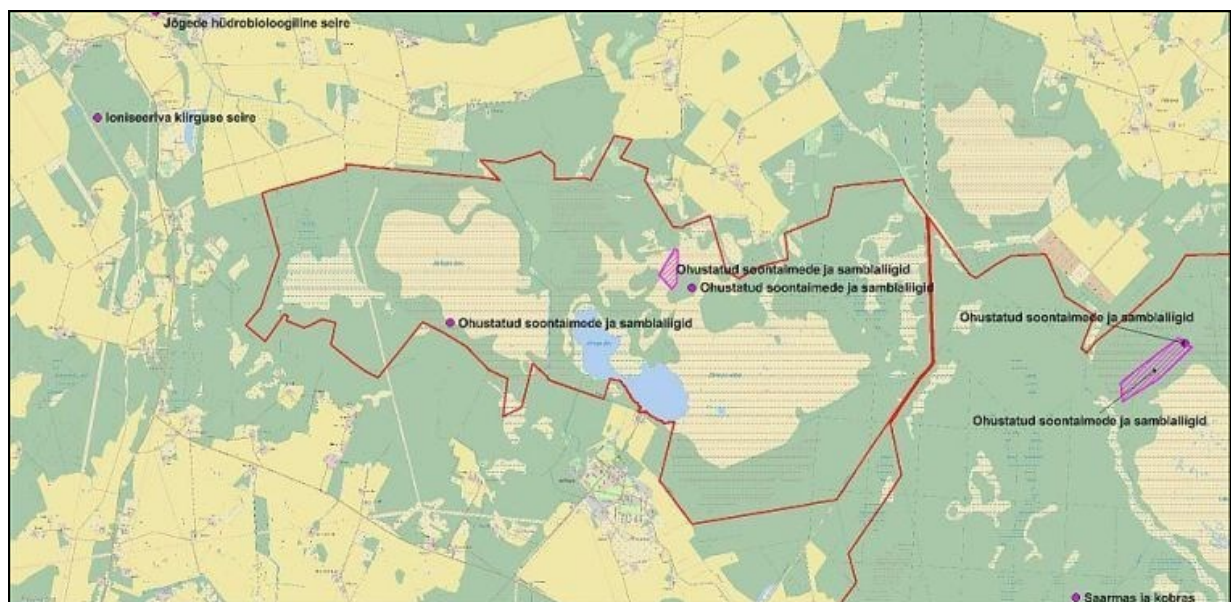 Jõgede hüdrobioloogiline seire
Ioniseeriva kiirguse seire
Ohustatud soontaimede ja samblaliigid
Ohustatud soontaimede ja samblaliigid
Ohustatud soontaimede ja samblaliigid
Ohustatud soontaimede ja samblaliigid
Ohustatud soontaimede ja samblaliigid
Saarmas ja kobras